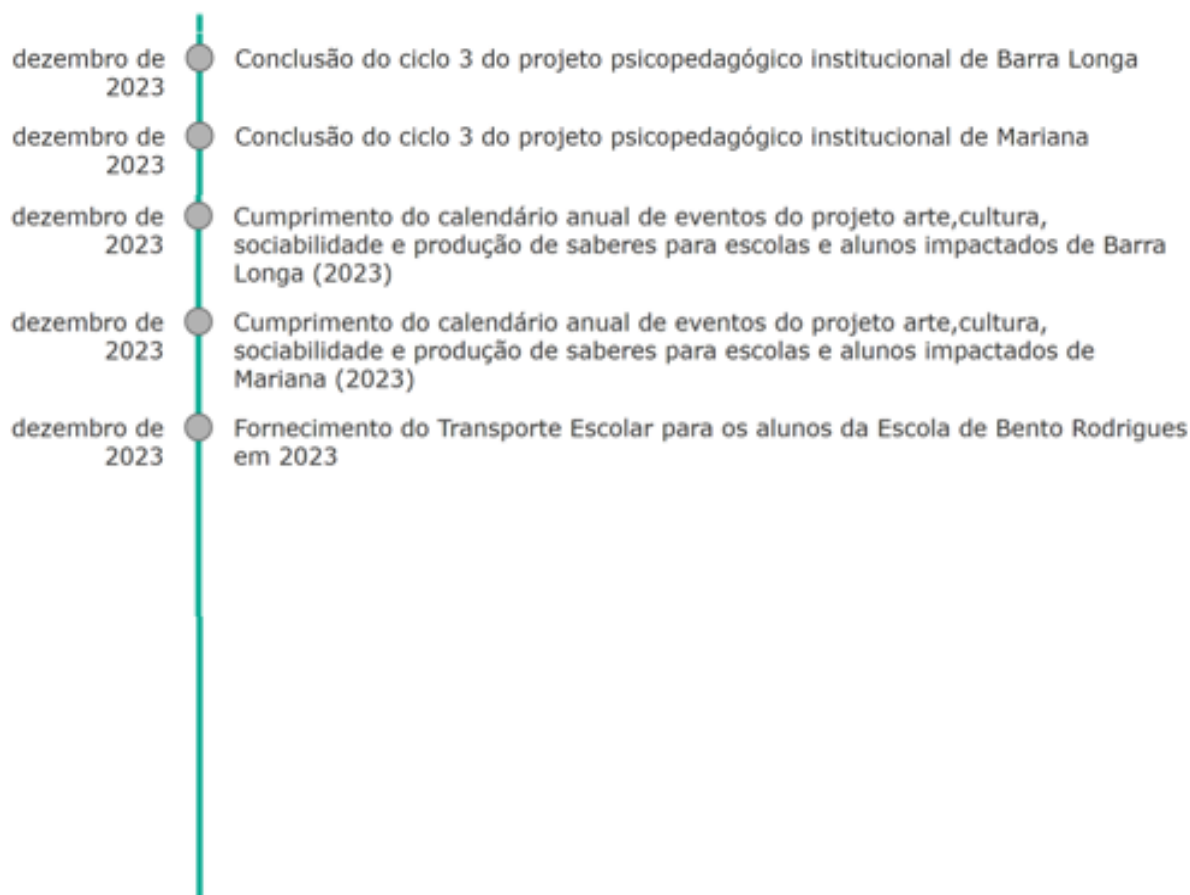 dezembro de
2023
Conclusão do ciclo 3 do projeto psicopedagógico institucional de Barra Longa
dezembro de
2023
Conclusão do ciclo 3 do projeto psicopedagógico institucional de Mariana
dezembro de
2023
Cumprimento do calendário anual de eventos do projeto arte,cultura,
sociabilidade e produção de saberes para escolas e alunos impactados de Barra
Longa (2023)
dezembro de
2023
Cumprimento do calendário anual de eventos do projeto arte,cultura,
sociabilidade e produção de saberes para escolas e alunos impactados de
Mariana (2023)
dezembro de
2023
Fornecimento do Transporte Escolar para os alunos da Escola de Bento Rodrigues
em 2023